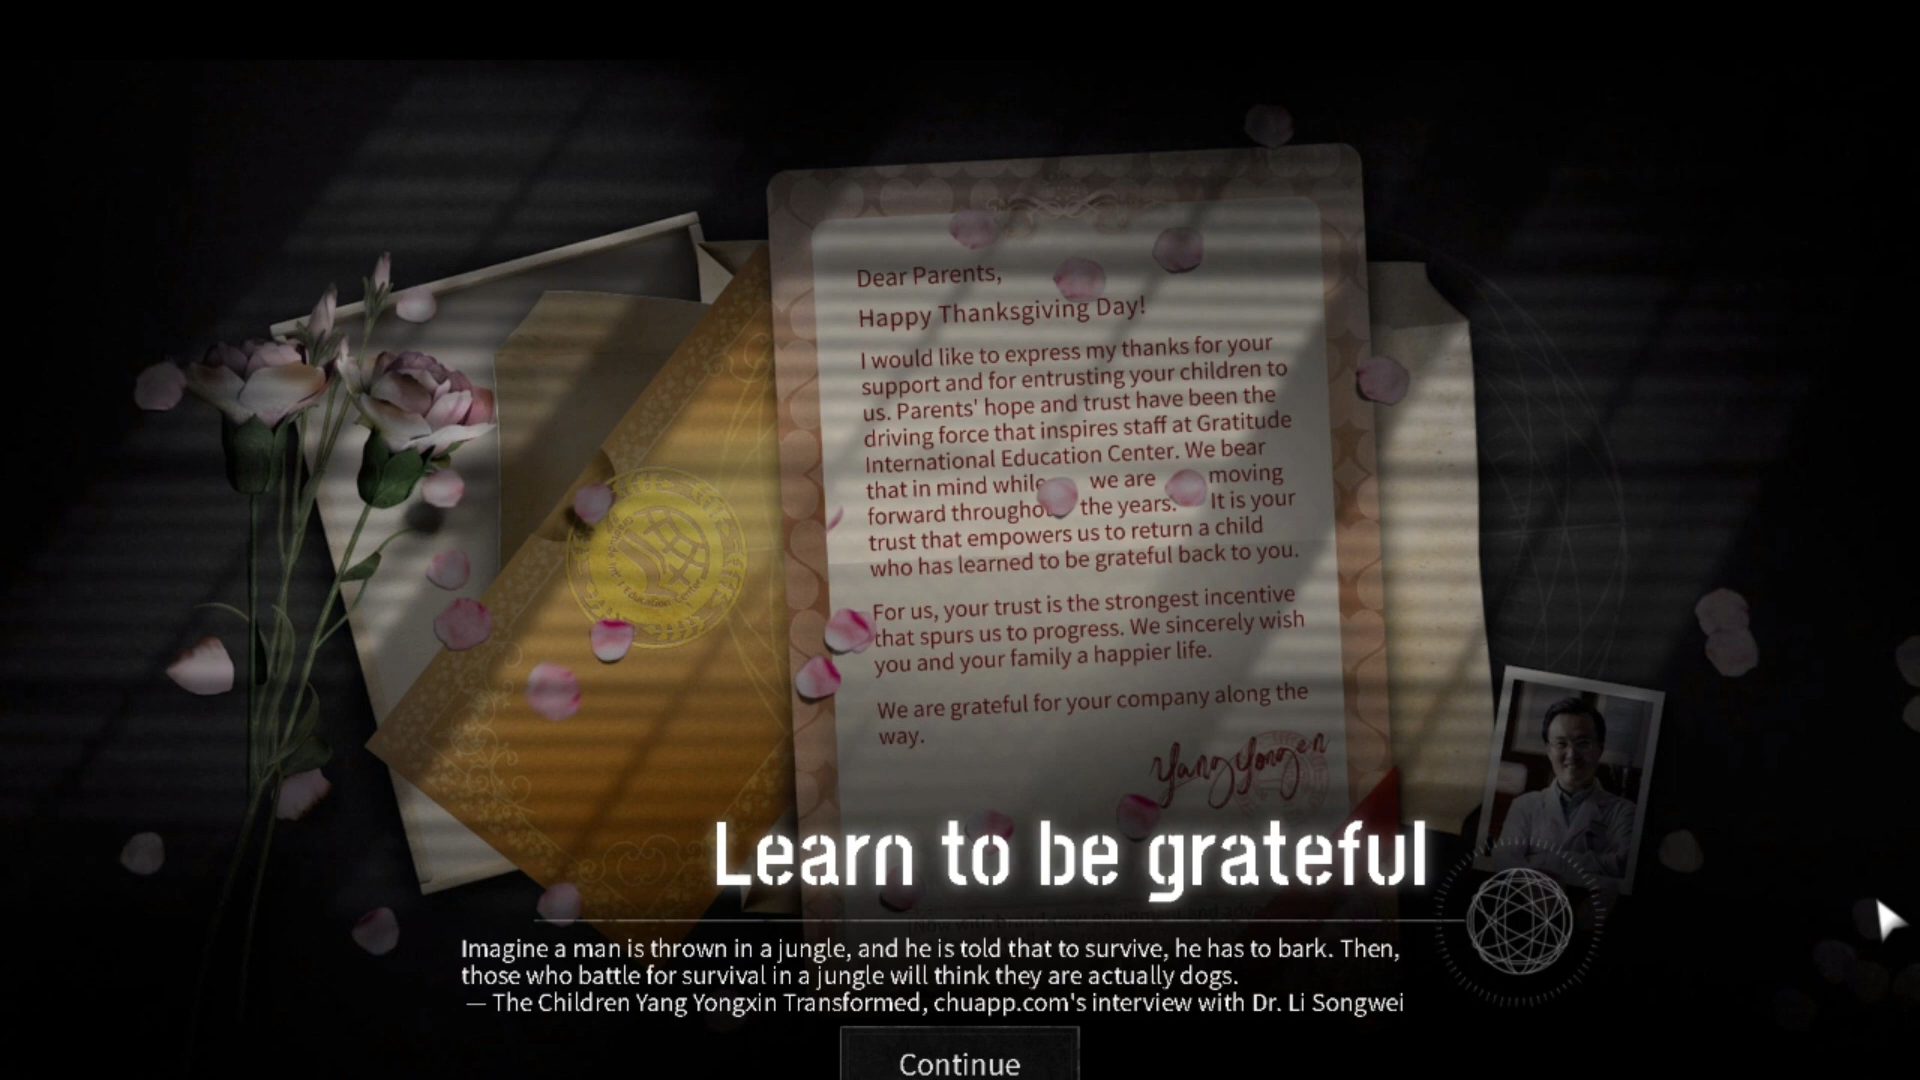 Dear Parents,
Happy Thanksgiving Day!
I would like to express my thanks for your
support and for entrusting your children to
us. Parents' hope and trust have been the
driving force that inspires staff at Gratitude
International Education Center. We bear
that in mind while we are moving
forward throughou the years. It is your
trust that empowers us to return a child
who has learned to be grateful back to you.
For us, your trust is the strongest incentive
that spurs us to progress. We sincerely wish
you and your family a happier life.
We are grateful for your company along the
way.
Yang Yongen
Education Center
Learn to be grateful
Imagine a man is thrown in a jungle, and he is told that to survive, he has to bark. Then,
those who battle for survival in a jungle will think they are actually dogs.
— The Children Yang Yongxin Transformed, chuapp.com's interview with Dr. Li Songwei
Continue